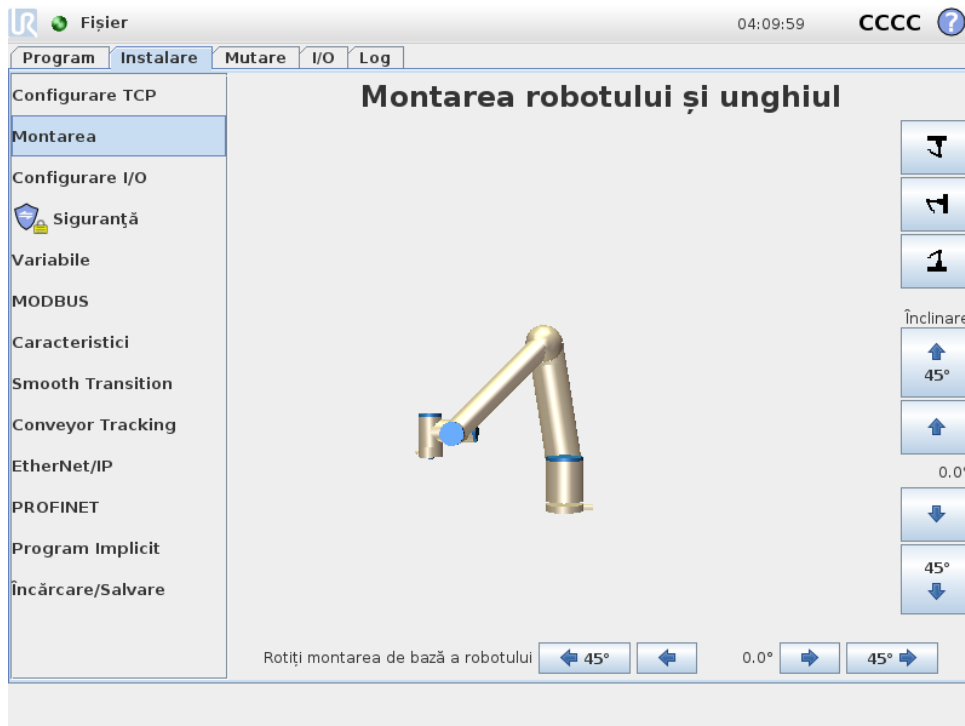 UR Fișier 04:09:59 CCCC ?
Program Instalare Mutare I/O Log
Configurare TCP
Montarea
Configurare I/O
Siguranță
Variabile
MODBUS
Caracteristici
Smooth Transition
Conveyor Tracking
EtherNet/IP
PROFINET
Program Implicit
Încărcare/Salvare
Montarea robotului și unghiul
Înclinare
45°
0.0°
45°
Rotiți montarea de bază a robotului 45° 0.0° 45°